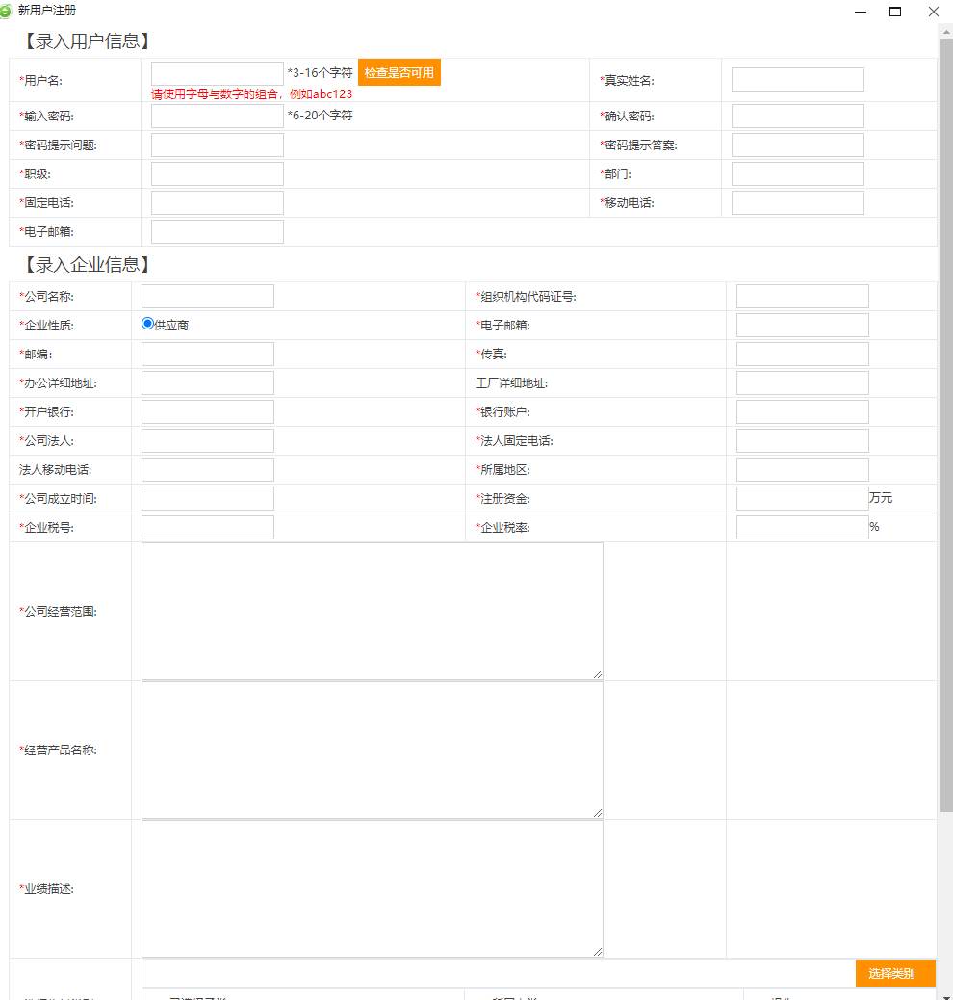 新用户注册
【录入用户信息】
*用户名: *3-16个字符 检查是否可用 *真实姓名:
请使用字母与数字的组合，例如abc123
*输入密码: *6-20个字符 *确认密码:
*密码提示问题: *密码提示答案:
*职级: *部门:
*固定电话: *移动电话:
*电子邮箱:
【录入企业信息】
*公司名称: *组织机构代码证号:
*企业性质: 供应商 *电子邮箱:
*邮编: *传真:
*办公详细地址: 工厂详细地址:
*开户银行: *银行账户:
*公司法人: *法人固定电话:
法人移动电话: *所属地区:
*公司成立时间: *注册资金: 万元
*企业税号: *企业税率: %
*公司经营范围:
*经营产品名称:
*业绩描述:
选择类别